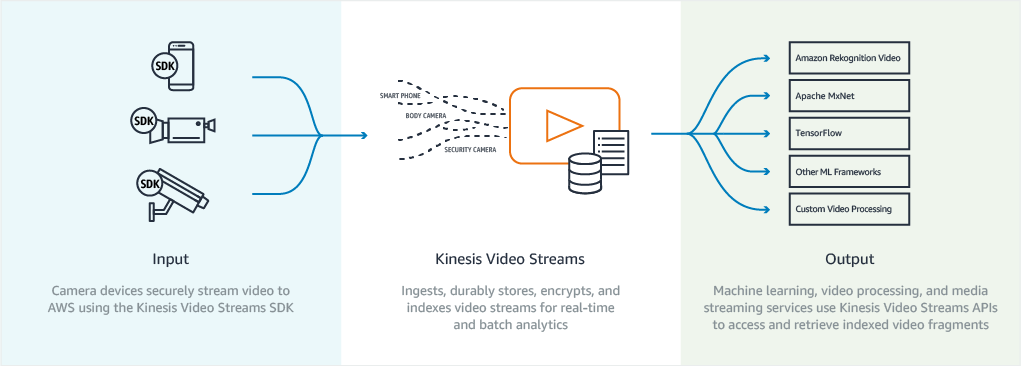 SDK
SDK
SDK
Input
Camera devices securely stream video to
AWS using the Kinesis Video Streams SDK
SMART PHONE
BODY CAMERA
SECURITY CAMERA
Kinesis Video Streams
Ingests, durably stores, encrypts, and
indexes video streams for real-time
and batch analytics
Amazon Rekognition Video
Apache MxNet
TensorFlow
Other ML Frameworks
Custom Video Processing
Output
Machine learning, video processing, and media
streaming services use Kinesis Video Streams APIs
to access and retrieve indexed video fragments